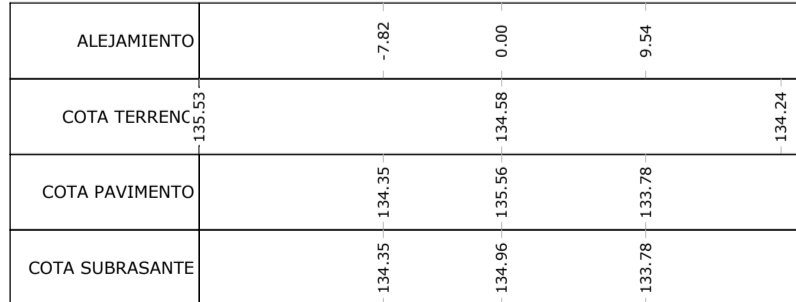 ALEJAMIENTO -7.82 0.00 9.54
COTA TERRENO 135.53 134.58 134.24
COTA PAVIMENTO 134.35 135.56 133.78
COTA SUBRASANTE 134.35 134.96 133.78